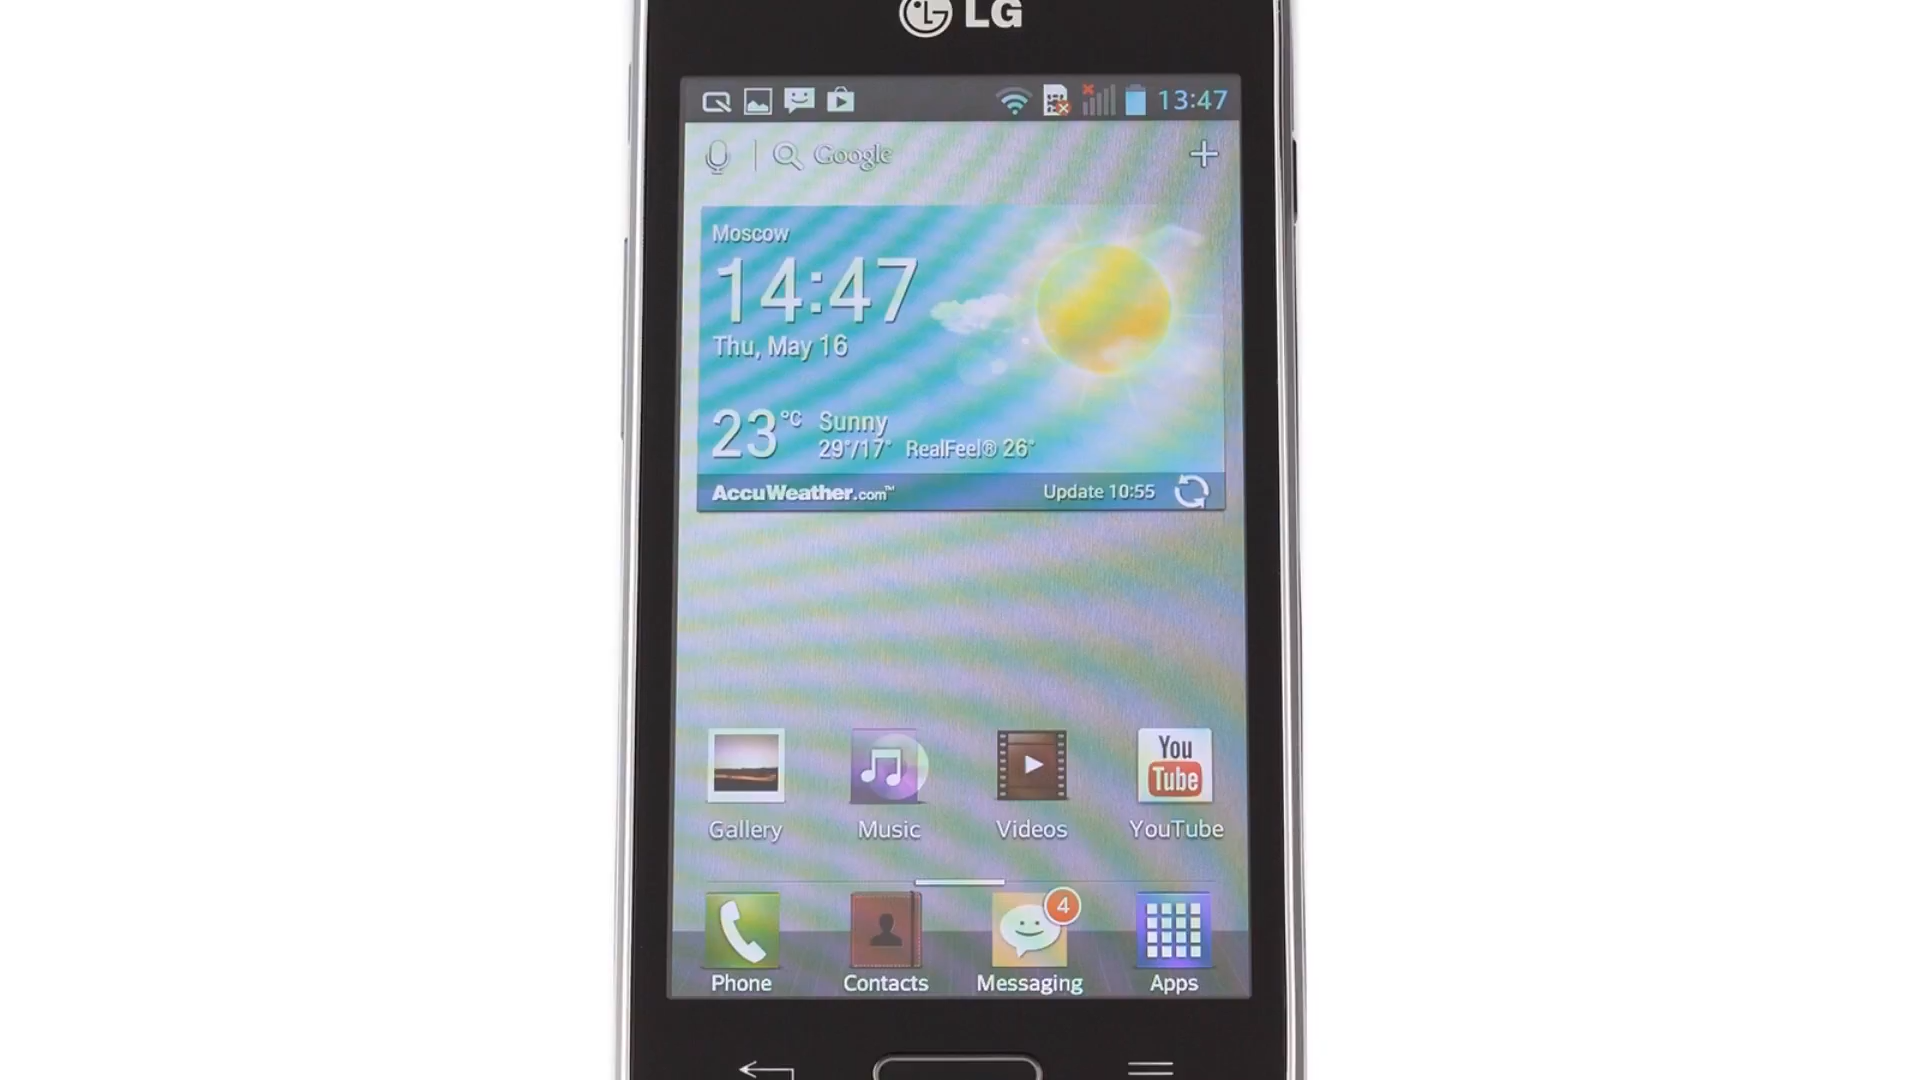 LG
13:47
Google
Moscow
14:47
Thu, May 16
23°C Sunny
29°/17° RealFeel® 26°
AccuWeather.com™ Update 10:55
Gallery Music Videos You Tube YouTube
4
Phone Contacts Messaging Apps